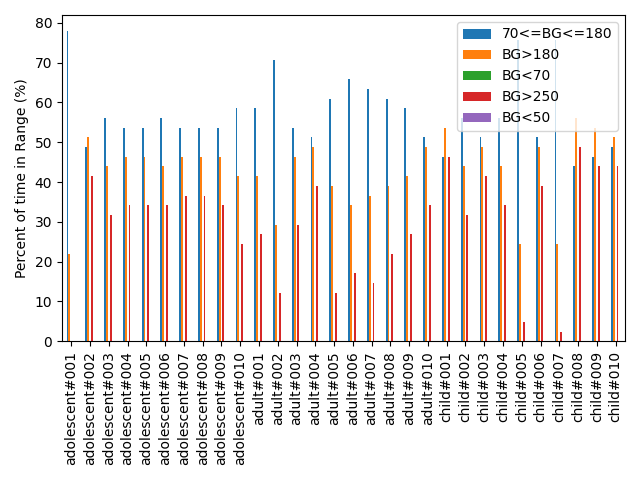 80
70
60
50
40
30
20
10
0
Percent of time in Range (%)
70<=BG<=180
BG>180
BG<70
BG>250
BG<50
adolescent#001
adolescent#002
adolescent#003
adolescent#004
adolescent#005
adolescent#006
adolescent#007
adolescent#008
adolescent#009
adolescent#010
adult#001
adult#002
adult#003
adult#004
adult#005
adult#006
adult#007
adult#008
adult#009
adult#010
child#001
child#002
child#003
child#004
child#005
child#006
child#007
child#008
child#009
child#010